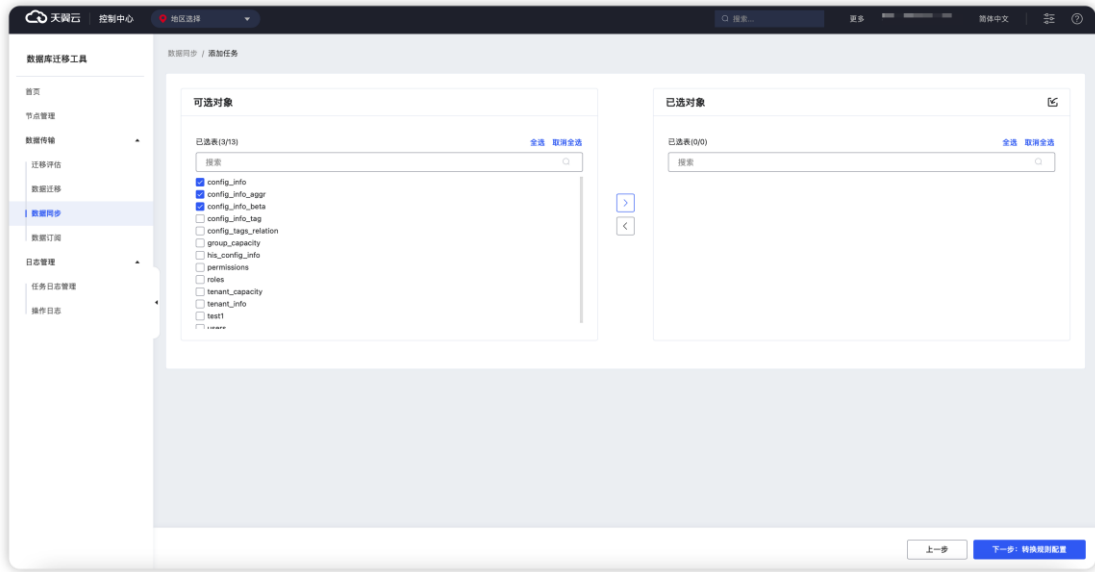 天翼云 控制中心 地区选择 搜索... 更多 简体中文
数据库迁移工具
首页
节点管理
数据传输
迁移评估
数据迁移
数据同步
数据订阅
日志管理
任务日志管理
操作日志
数据同步 / 添加任务
可选对象
已选表(3/13) 全选 取消全选
搜索
config_info
config_info_aggr
config_info_beta
config_info_tag
config_tags_relation
group_capacity
his_config_info
permissions
roles
tenant_capacity
tenant_info
test1
users
已选对象
已选表(0/0) 全选 取消全选
搜索
上一步 下一步：转换规则配置